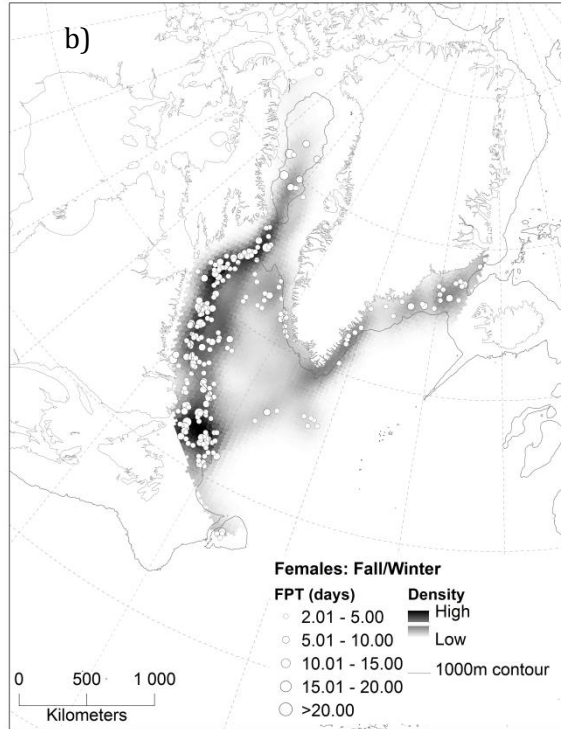 b)
Females: Fall/Winter
FPT (days) Density
2.01 - 5.00 High
5.01 - 10.00 Low
10.01 - 15.00
15.01 - 20.00 1000m contour
>20.00
0 500 1 000
Kilometers